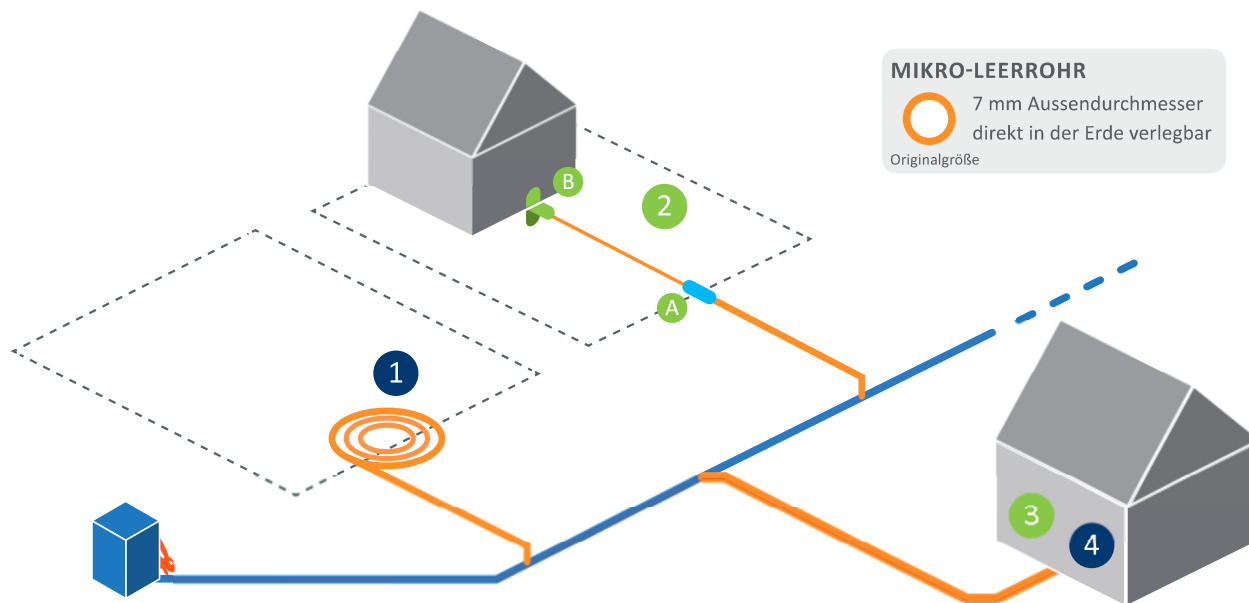 MIKRO-LEERROHR
7 mm Aussendurchmesser
direkt in der Erde verlegbar
Originalgröße
B
2
A
1
3
4